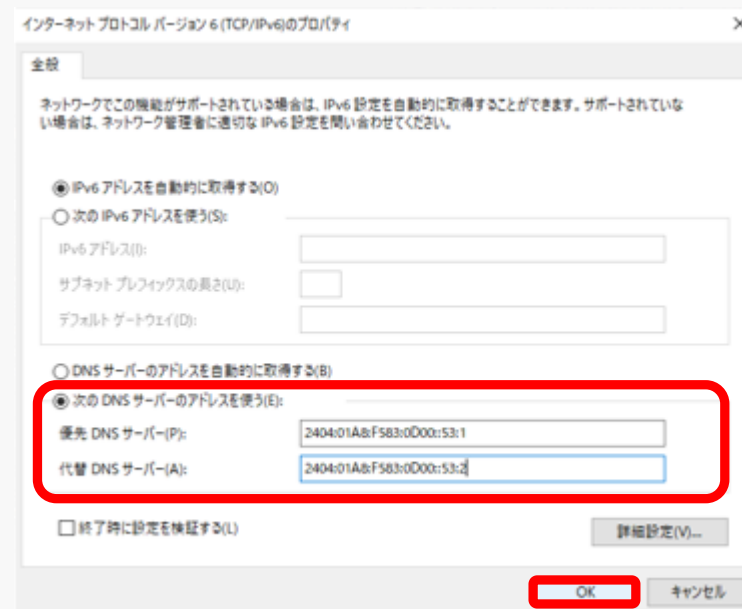 インターネット プロトコル バージョン 6 (TCP/IPv6)のプロパティ
全般
ネットワークでこの機能がサポートされている場合は、IPv6 設定を自動的に取得することができます。サポートされていな
い場合は、ネットワーク管理者に適切な IPv6 設定を問い合わせてください。
IPv6 アドレスを自動的に取得する(O)
次の IPv6 アドレスを使う(S):
IPv6 アドレス(I):
サブネット プレフィックスの長さ(U):
デフォルト ゲートウェイ(D):
DNS サーバーのアドレスを自動的に取得する(B)
次の DNS サーバーのアドレスを使う(E):
優先 DNS サーバー(P): 2404:01A8:F583:0D00::53:1
代替 DNS サーバー(A): 2404:01A8:F583:0D00::53:2
終了時に設定を検証する(L)
詳細設定(V)...
OK キャンセル